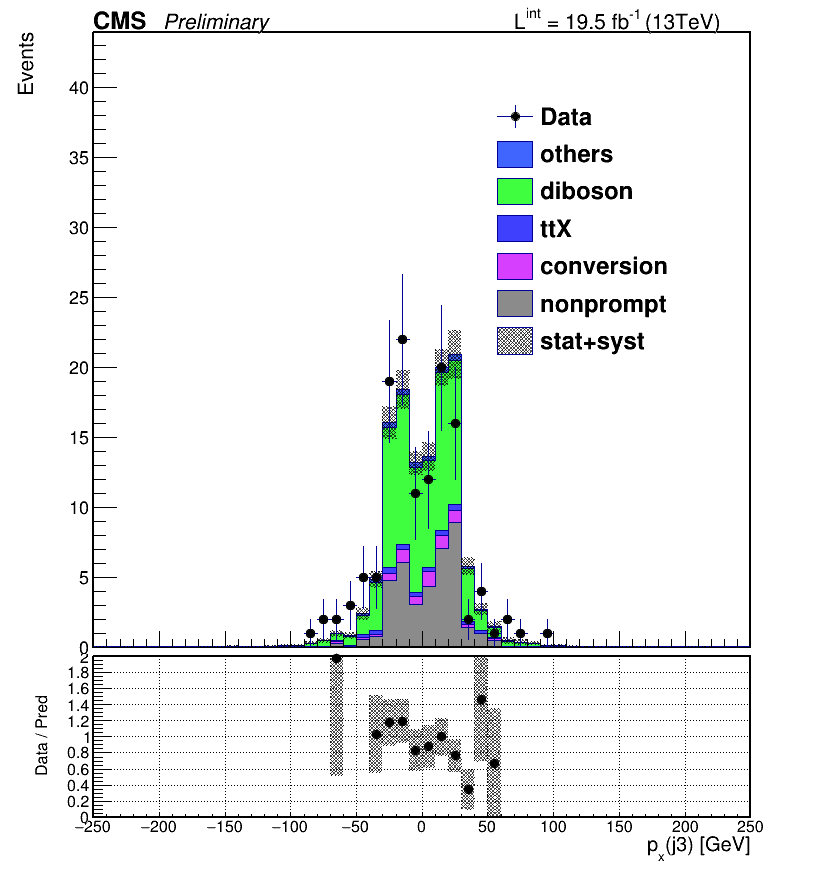 CMS Preliminary L^int = 19.5 fb^-1 (13TeV)
Events
40
35
30
25
20
15
10
5
0
Data
others
diboson
ttX
conversion
nonprompt
stat+syst
Data / Pred
2
1.8
1.6
1.4
1.2
1
0.8
0.6
0.4
0.2
0
−250 −200 −150 −100 −50 0 50 100 150 200 250
p_x(j3) [GeV]